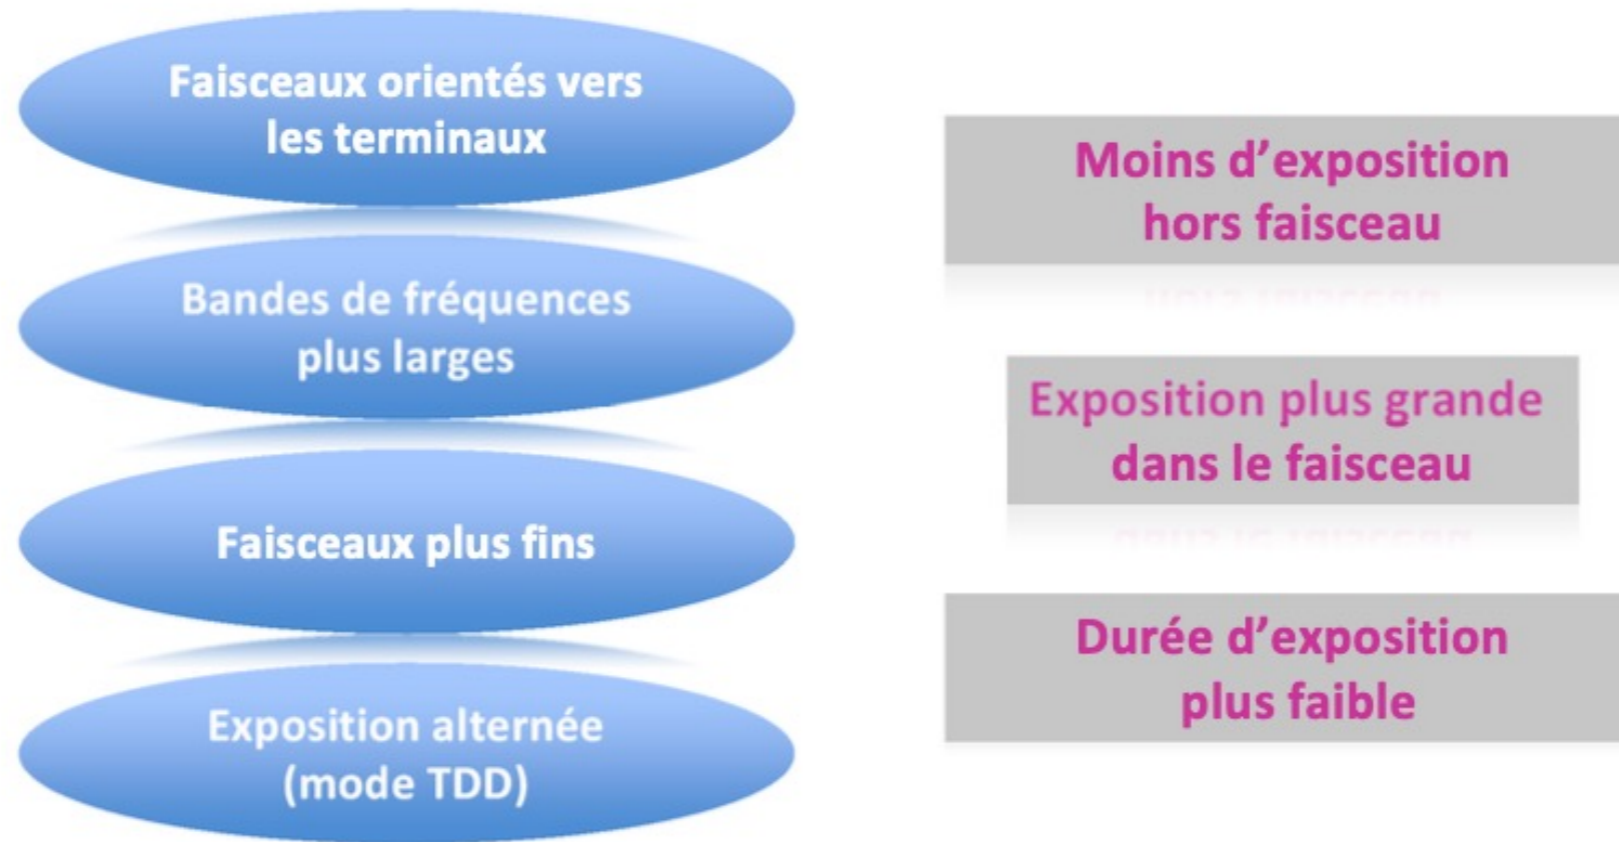 Faisceaux orientés vers
les terminaux
Bandes de fréquences
plus larges
Faisceaux plus fins
Exposition alternée
(mode TDD)
Moins d’exposition
hors faisceau
Exposition plus grande
dans le faisceau
Durée d’exposition
plus faible